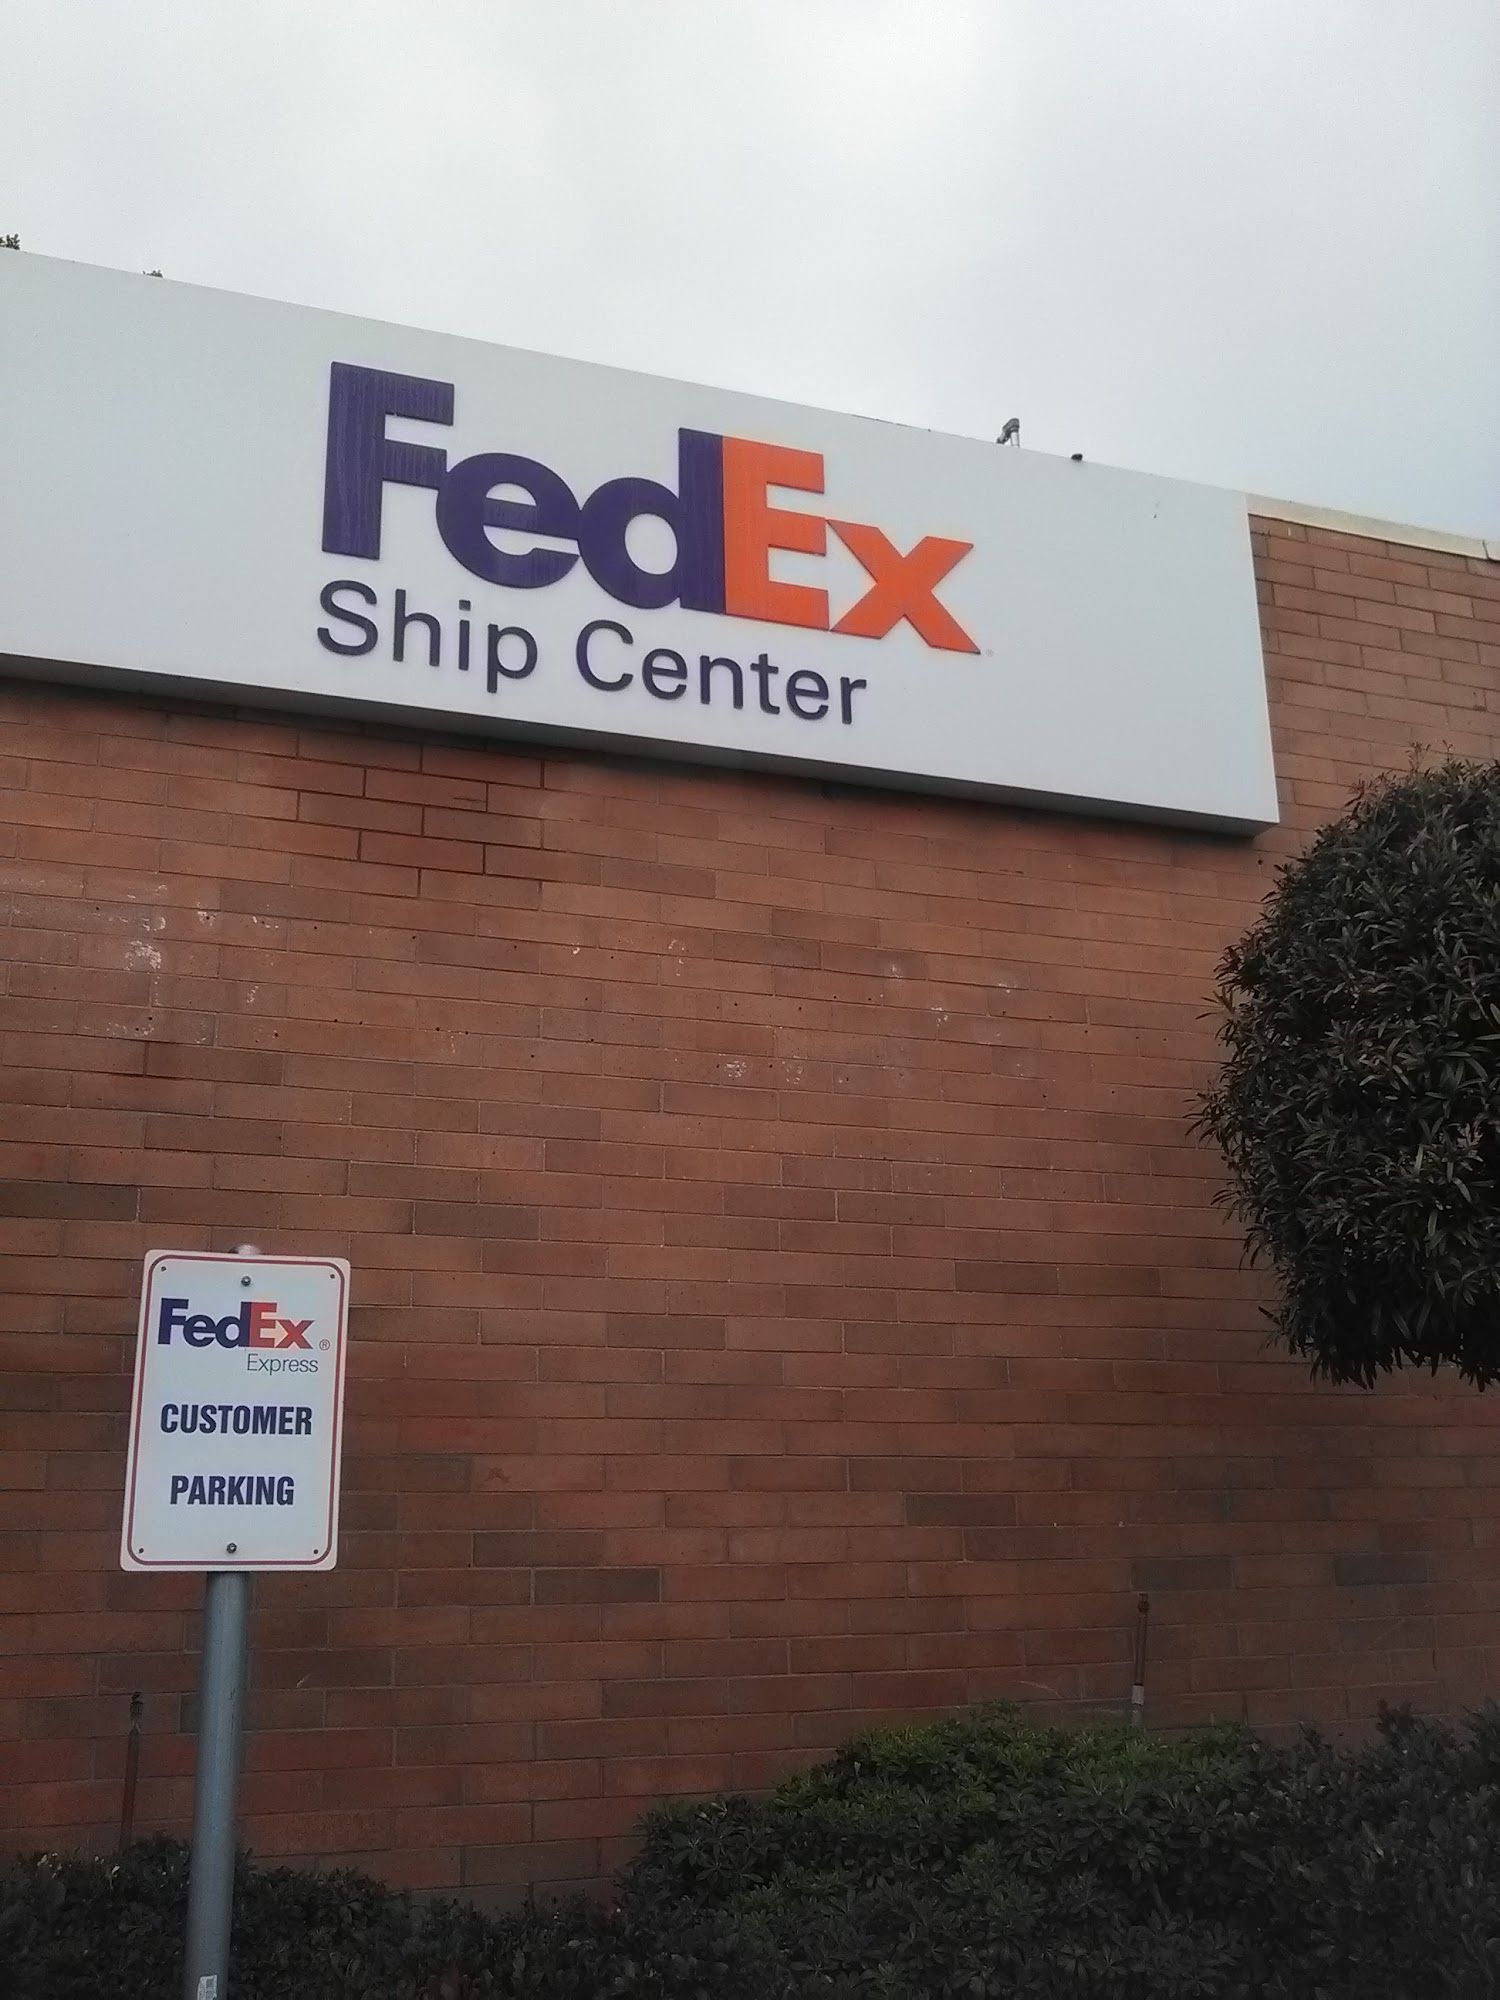 FedEx
Ship Center
FedEx®
Express
CUSTOMER
PARKING